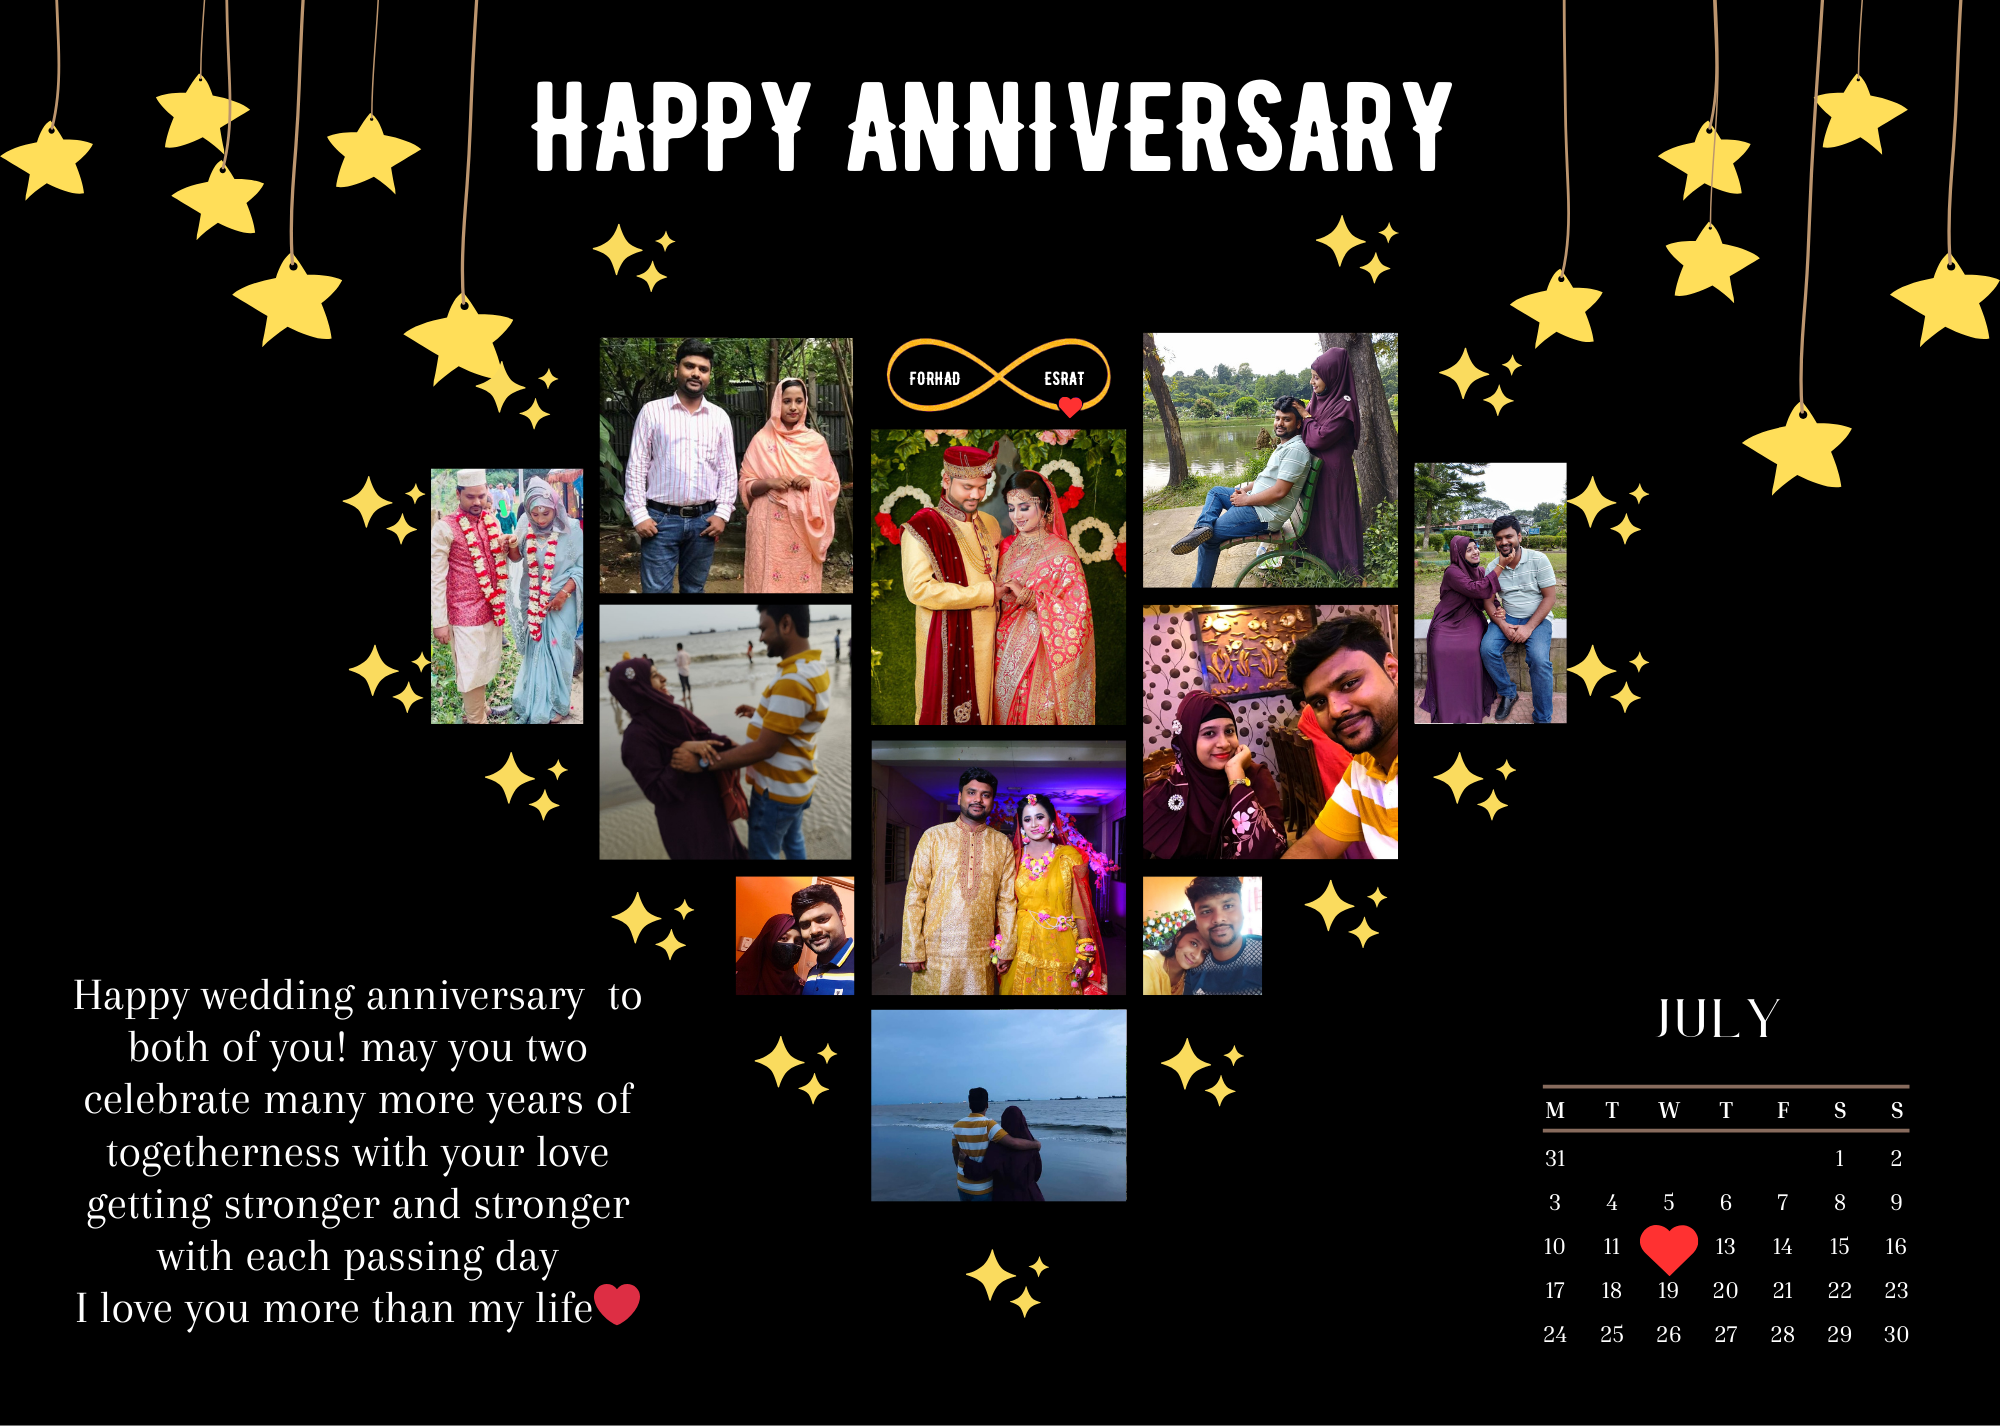 HAPPY ANNIVERSARY
FORHAD ESRAT
Happy wedding anniversary to
both of you! may you two
celebrate many more years of
togetherness with your love
getting stronger and stronger
with each passing day
I love you more than my life❤
JULY
M T W T F S S
31 1 2
3 4 5 6 7 8 9
10 11 13 14 15 16
17 18 19 20 21 22 23
24 25 26 27 28 29 30